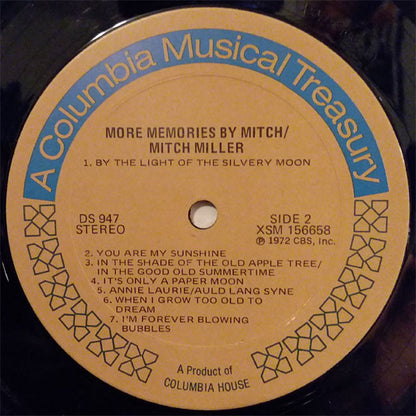 A Columbia Musical Treasury
MORE MEMORIES BY MITCH/
MITCH MILLER
1. BY THE LIGHT OF THE SILVERY MOON
DS 947
STEREO
SIDE 2
XSM 156658
℗ 1972 CBS, Inc.
2. YOU ARE MY SUNSHINE
3. IN THE SHADE OF THE OLD APPLE TREE/
IN THE GOOD OLD SUMMERTIME
4. IT'S ONLY A PAPER MOON
5. ANNIE LAURIE/AULD LANG SYNE
6. WHEN I GROW TOO OLD TO
DREAM
7. I'M FOREVER BLOWING
BUBBLES
A Product of
COLUMBIA HOUSE